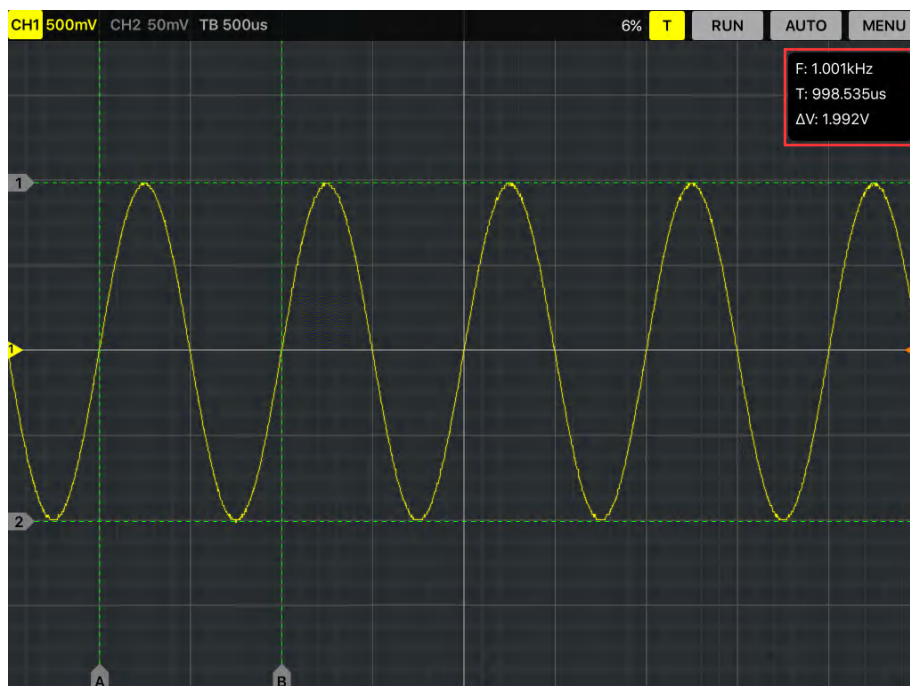 CH1 500mV CH2 50mV TB 500us 6% T RUN AUTO MENU
F: 1.001kHz
T: 998.535us
ΔV: 1.992V
1
1
2
A B